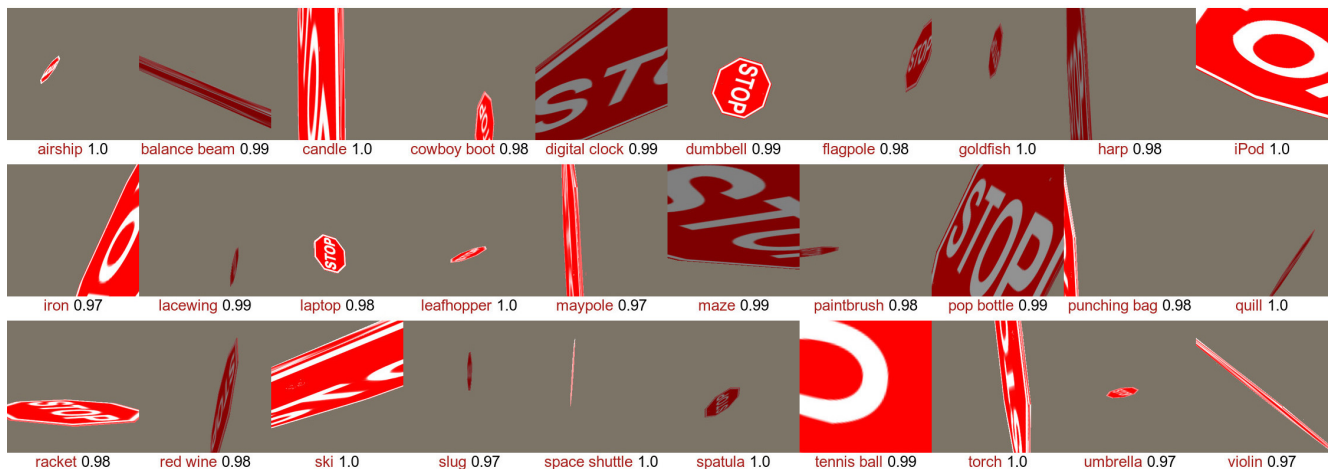 STOP
STOP
STOP
STOP
airship 1.0 balance beam 0.99 candle 1.0 cowboy boot 0.98 digital clock 0.99 dumbbell 0.99 flagpole 0.98 goldfish 1.0 harp 0.98 iPod 1.0
STOP
STOP
STOP
iron 0.97 lacewing 0.99 laptop 0.98 leafhopper 1.0 maypole 0.97 maze 0.99 paintbrush 0.98 pop bottle 0.99 punching bag 0.98 quill 1.0
STOP
STOP
racket 0.98 red wine 0.98 ski 1.0 slug 0.97 space shuttle 1.0 spatula 1.0 tennis ball 0.99 torch 1.0 umbrella 0.97 violin 0.97